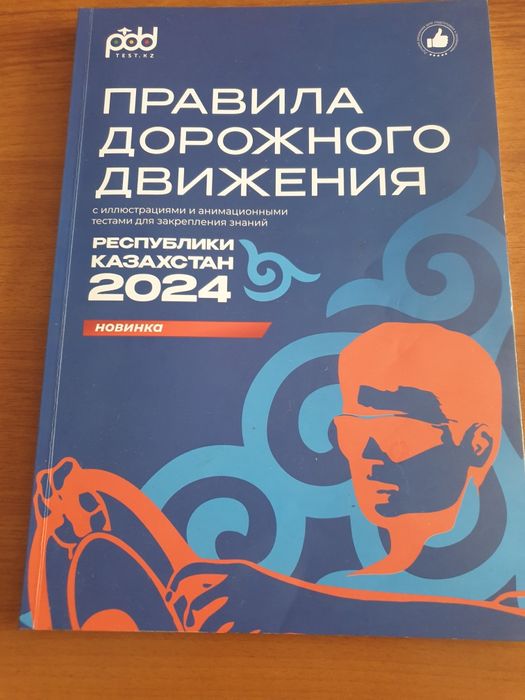 pdd
TEST.KZ
ПРАВИЛА
ДОРОЖНОГО
ДВИЖЕНИЯ
с иллюстрациями и анимационными
тестами для закрепления знаний
РЕСПУБЛИКИ
КАЗАХСТАН
2024
НОВИНКА